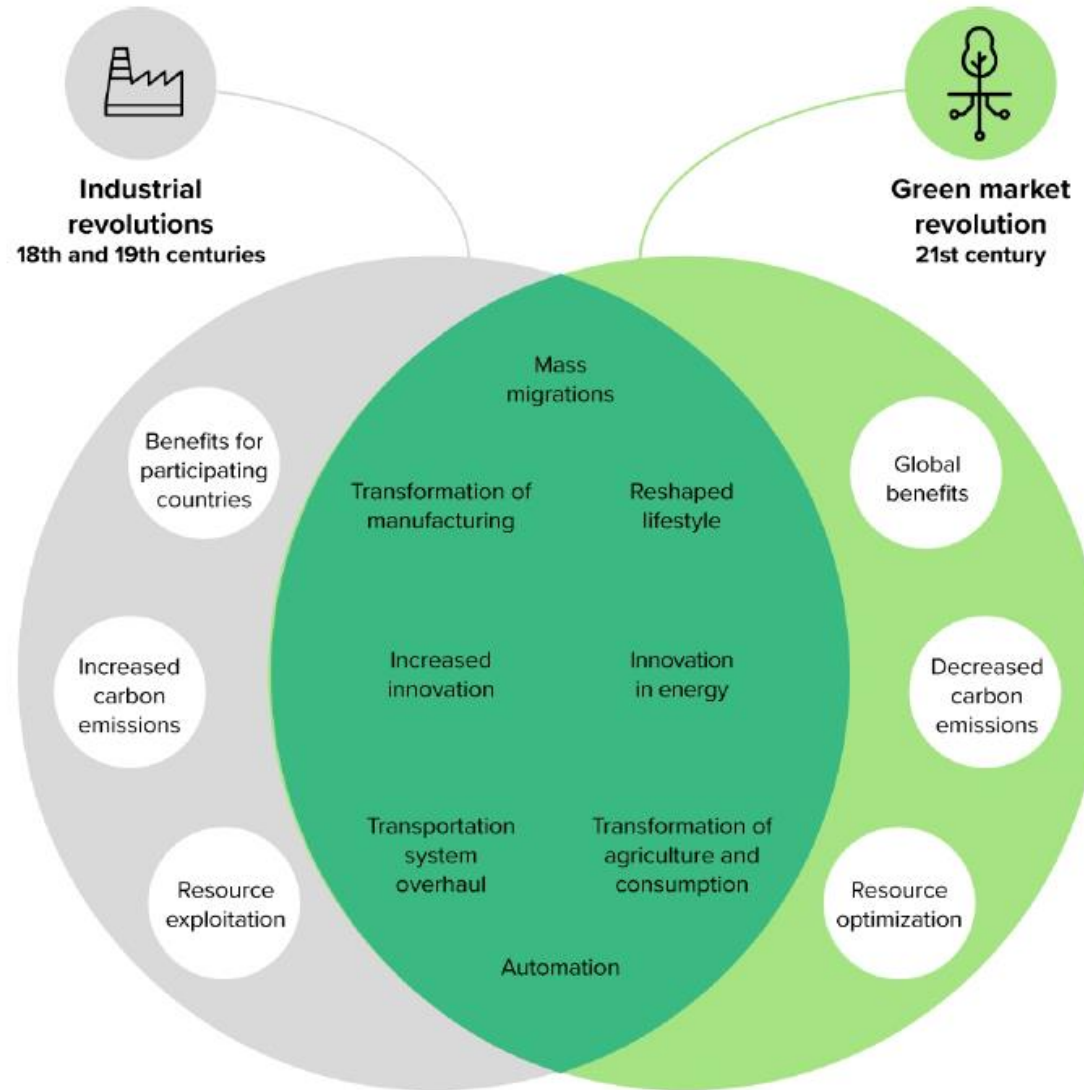 Industrial
revolutions
18th and 19th centuries
Green market
revolution
21st century
Mass
migrations
Benefits for
participating
countries
Transformation of
manufacturing
Reshaped
lifestyle
Global
benefits
Increased
carbon
emissions
Increased
innovation
Innovation
in energy
Decreased
carbon
emissions
Resource
exploitation
Transportation
system
overhaul
Transformation of
agriculture and
consumption
Resource
optimization
Automation